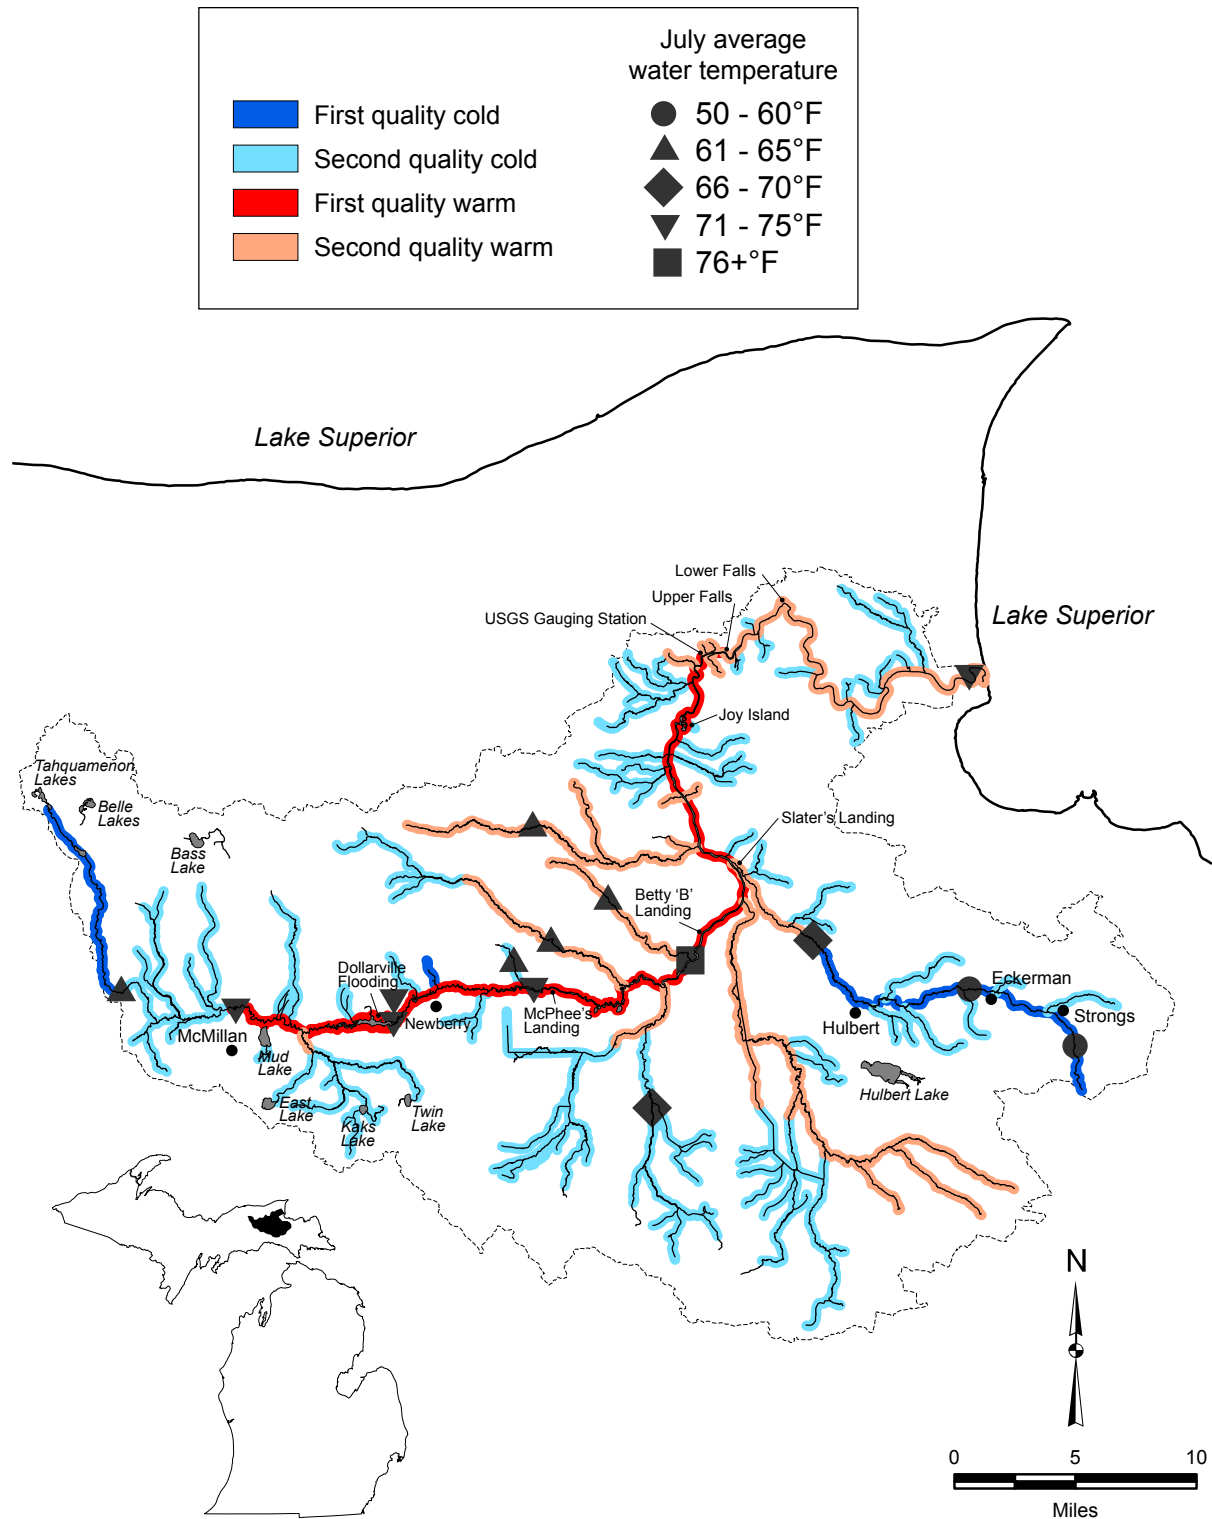 July average
water temperature
First quality cold
Second quality cold
First quality warm
Second quality warm
50 - 60°F
61 - 65°F
66 - 70°F
71 - 75°F
76+°F
Lake Superior
Lake Superior
Lower Falls
Upper Falls
USGS Gauging Station
Joy Island
Tahquamenon
Lakes
Belle
Lakes
Bass
Lake
Slater's Landing
Betty 'B'
Landing
Dollarville
Flooding
McPhee's
Landing
Newberry
McMillan
Mud
Lake
East
Lake
Kaks
Lake
Twin
Lake
Eckerman
Strongs
Hulbert
Hulbert Lake
N
0 5 10
Miles